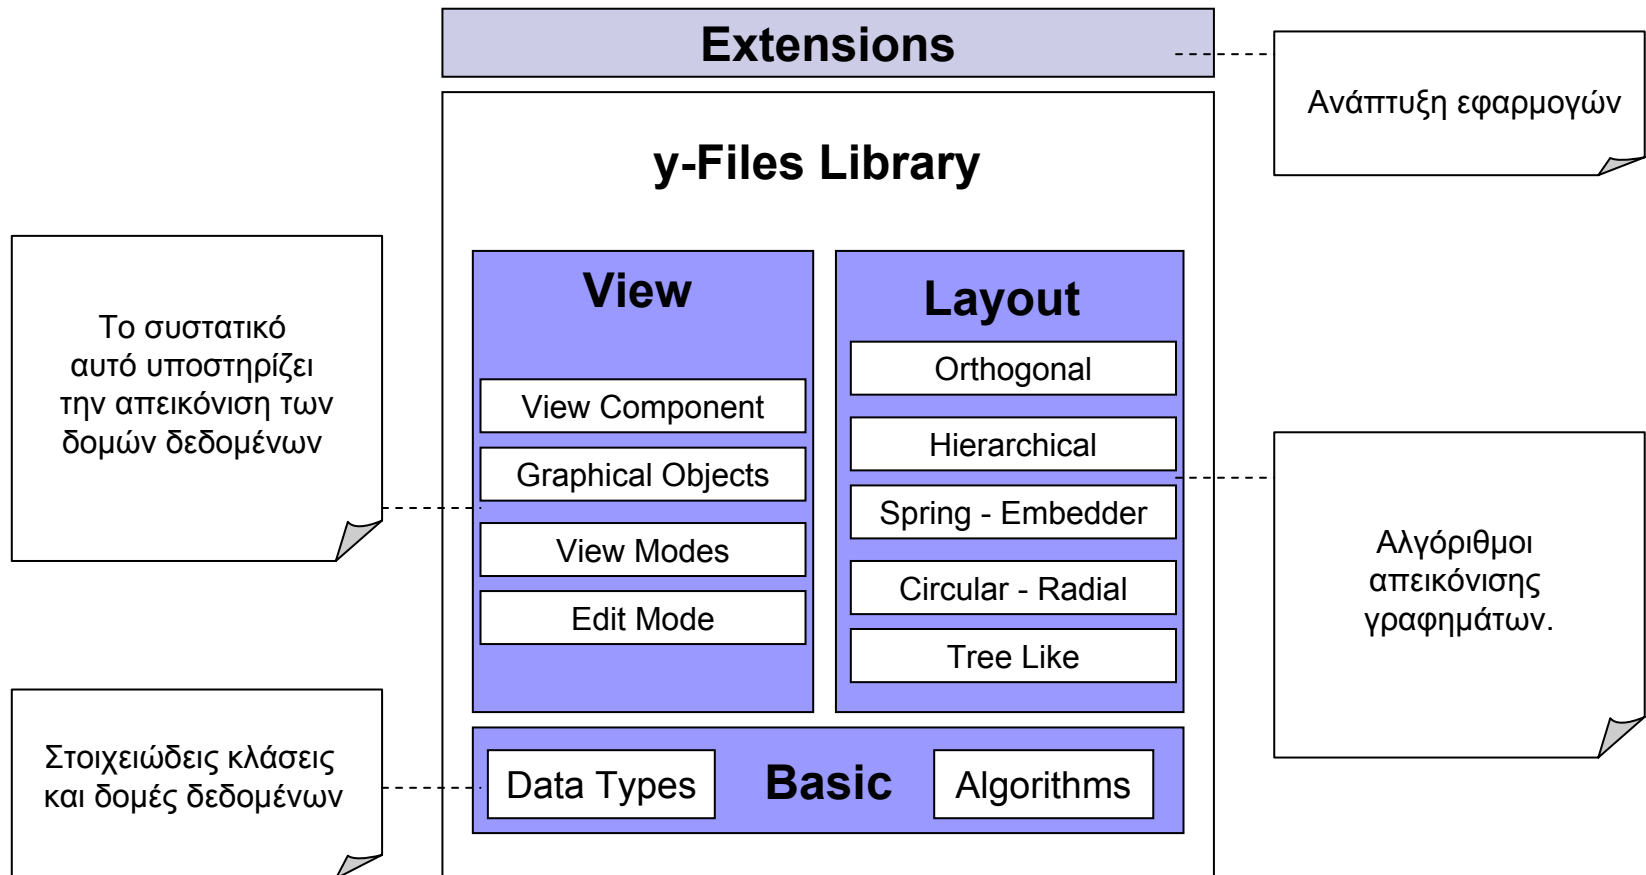 Extensions
Ανάπτυξη εφαρμογών
y-Files Library
Το συστατικό
αυτό υποστηρίζει
την απεικόνιση των
δομών δεδομένων
View
View Component
Graphical Objects
View Modes
Edit Mode
Layout
Orthogonal
Hierarchical
Spring - Embedder
Circular - Radial
Tree Like
Αλγόριθμοι
απεικόνισης
γραφημάτων.
Στοιχειώδεις κλάσεις
και δομές δεδομένων
Data Types
Basic
Algorithms